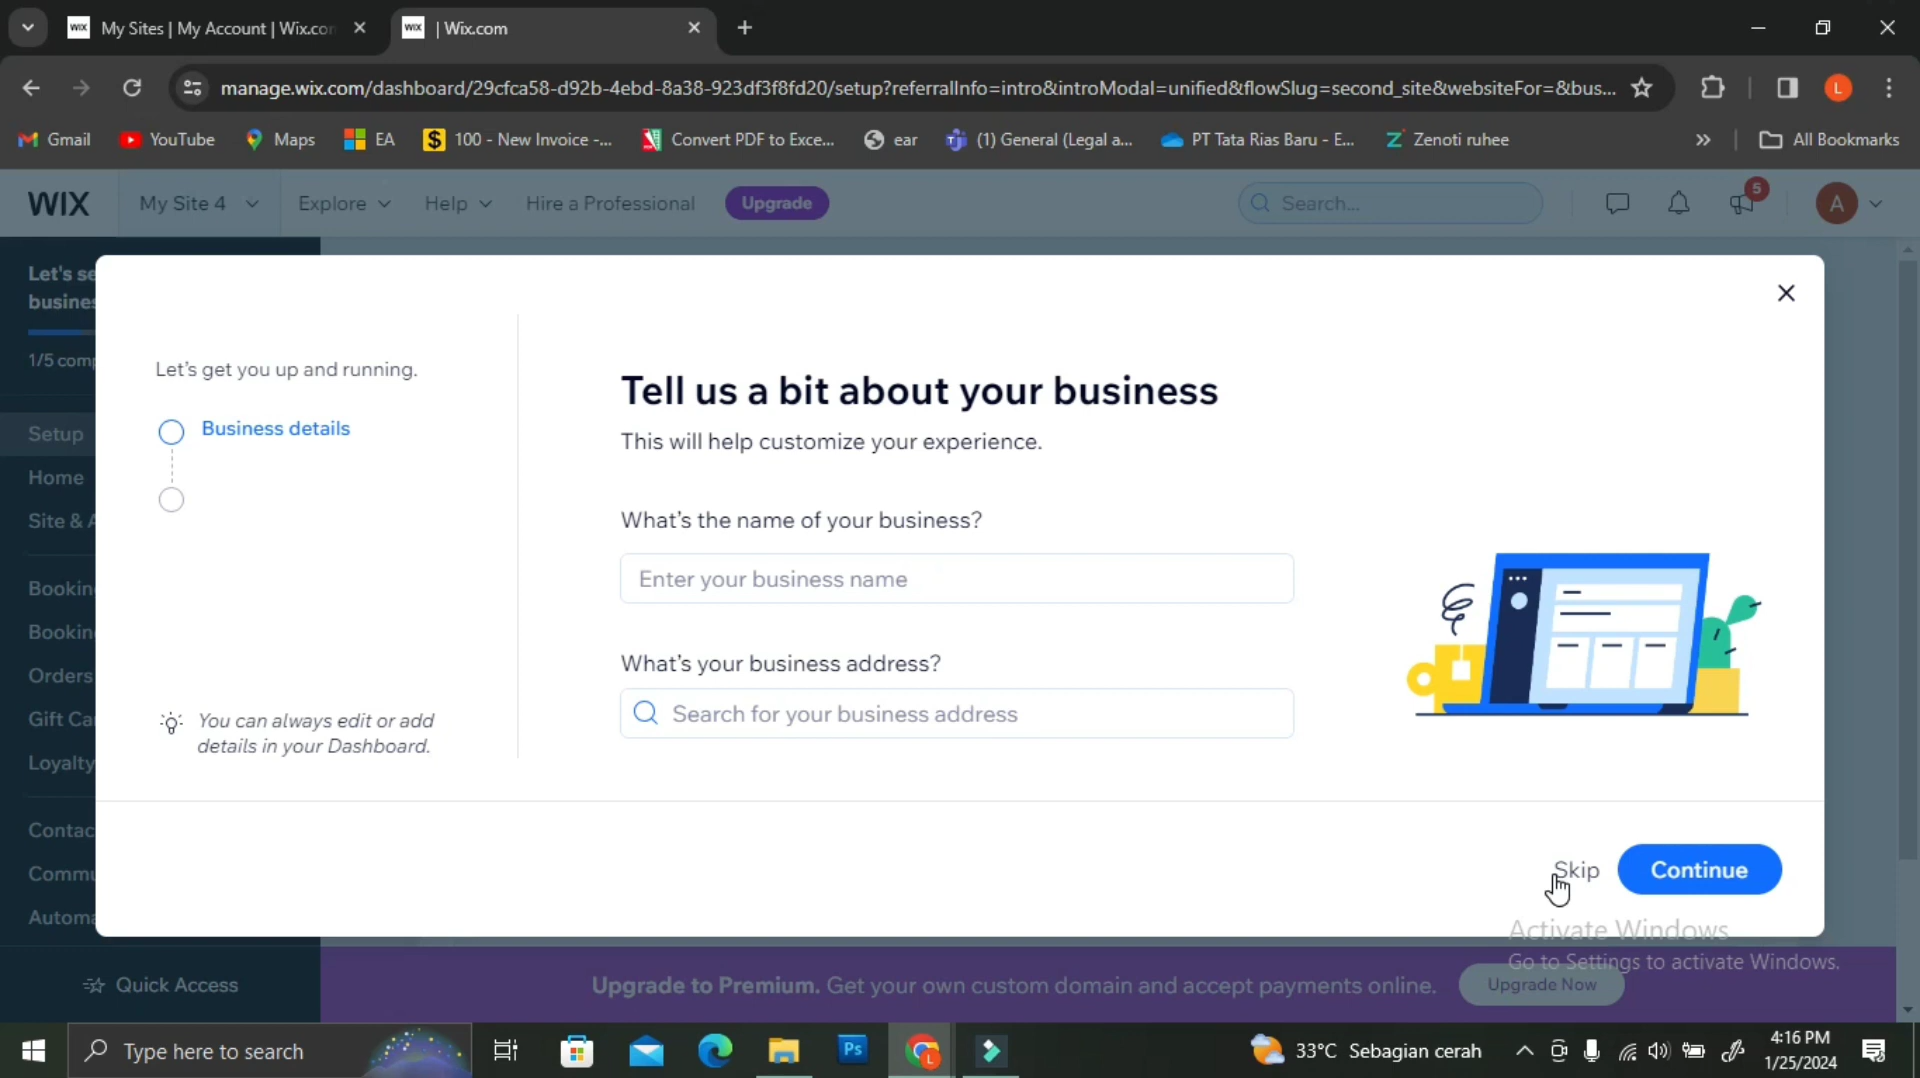 WIX My Sites | My Account | Wix.com
WIX | Wix.com
manage.wix.com/dashboard/29cfca58-d92b-4ebd-8a38-923df3f8fd20/setup?referralInfo=intro&introModal=unified&flowSlug=second_site&websiteFor=&bus...
L
Gmail YouTube Maps EA 100 - New Invoice -... Convert PDF to Exce... ear (1) General (Legal a... PT Tata Rias Baru - E... Zenoti ruhee » All Bookmarks
WIX My Site 4 Explore Help Hire a Professional Upgrade Search... 5 A
Let's se
busines
1/5 comp
Setup
Home
Site & A
Bookin
Bookin
Orders
Gift Ca
Loyalty
Contac
Commu
Automa
Quick Access
Let's get you up and running.
Business details
You can always edit or add
details in your Dashboard.
Tell us a bit about your business
This will help customize your experience.
What's the name of your business?
Enter your business name
What's your business address?
Search for your business address
Skip Continue
Activate Windows
Go to Settings to activate Windows.
Upgrade to Premium. Get your own custom domain and accept payments online. Upgrade Now
Type here to search
Ps
L
33°C Sebagian cerah
4:16 PM
1/25/2024